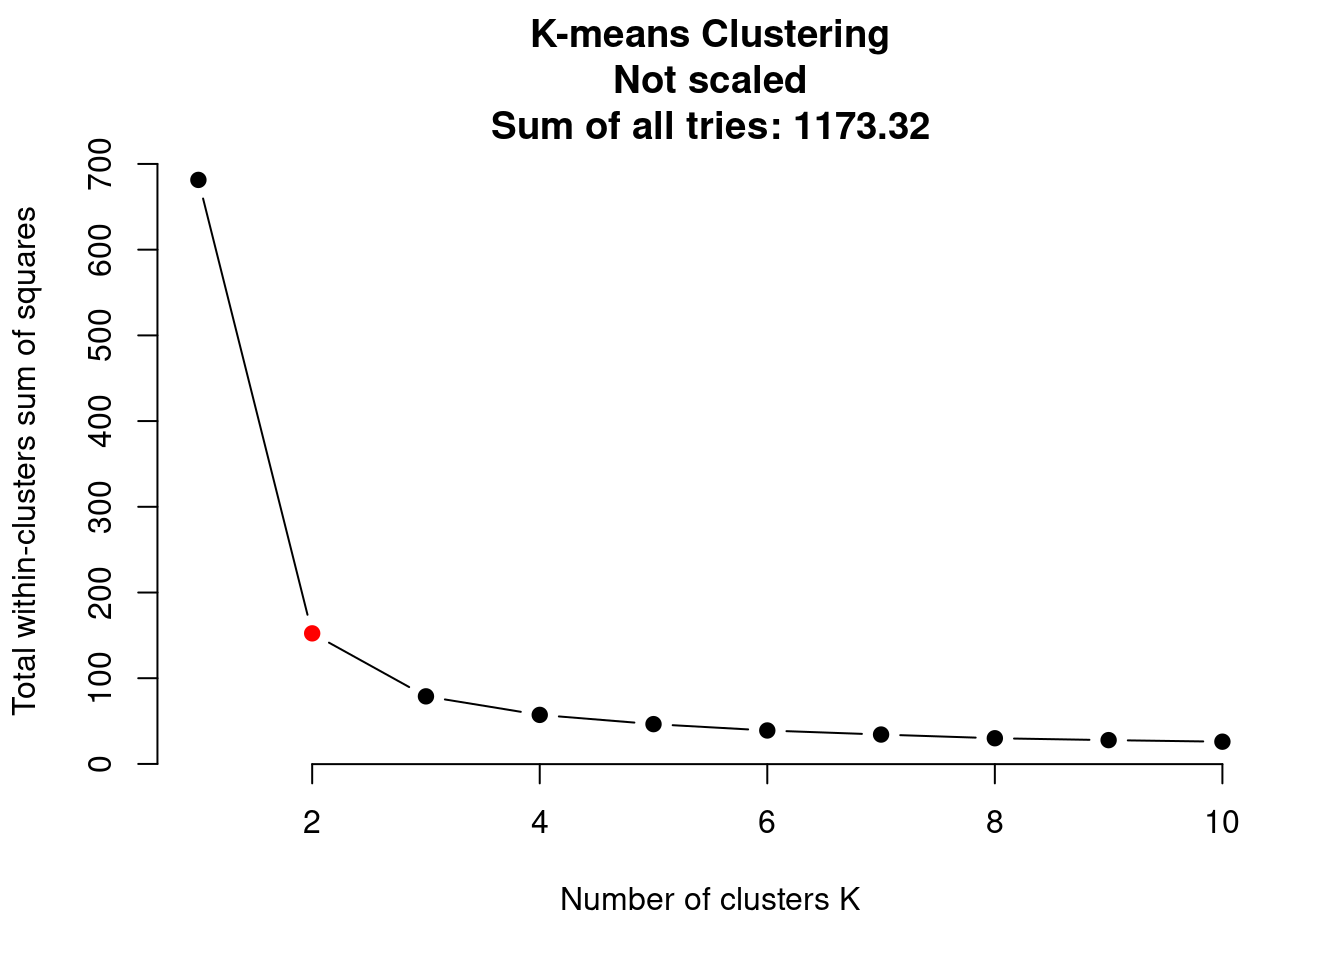 K-means Clustering
Not scaled
Sum of all tries: 1173.32
Total within-clusters sum of squares
700
600
500
400
300
200
100
0
2 4 6 8 10
Number of clusters K